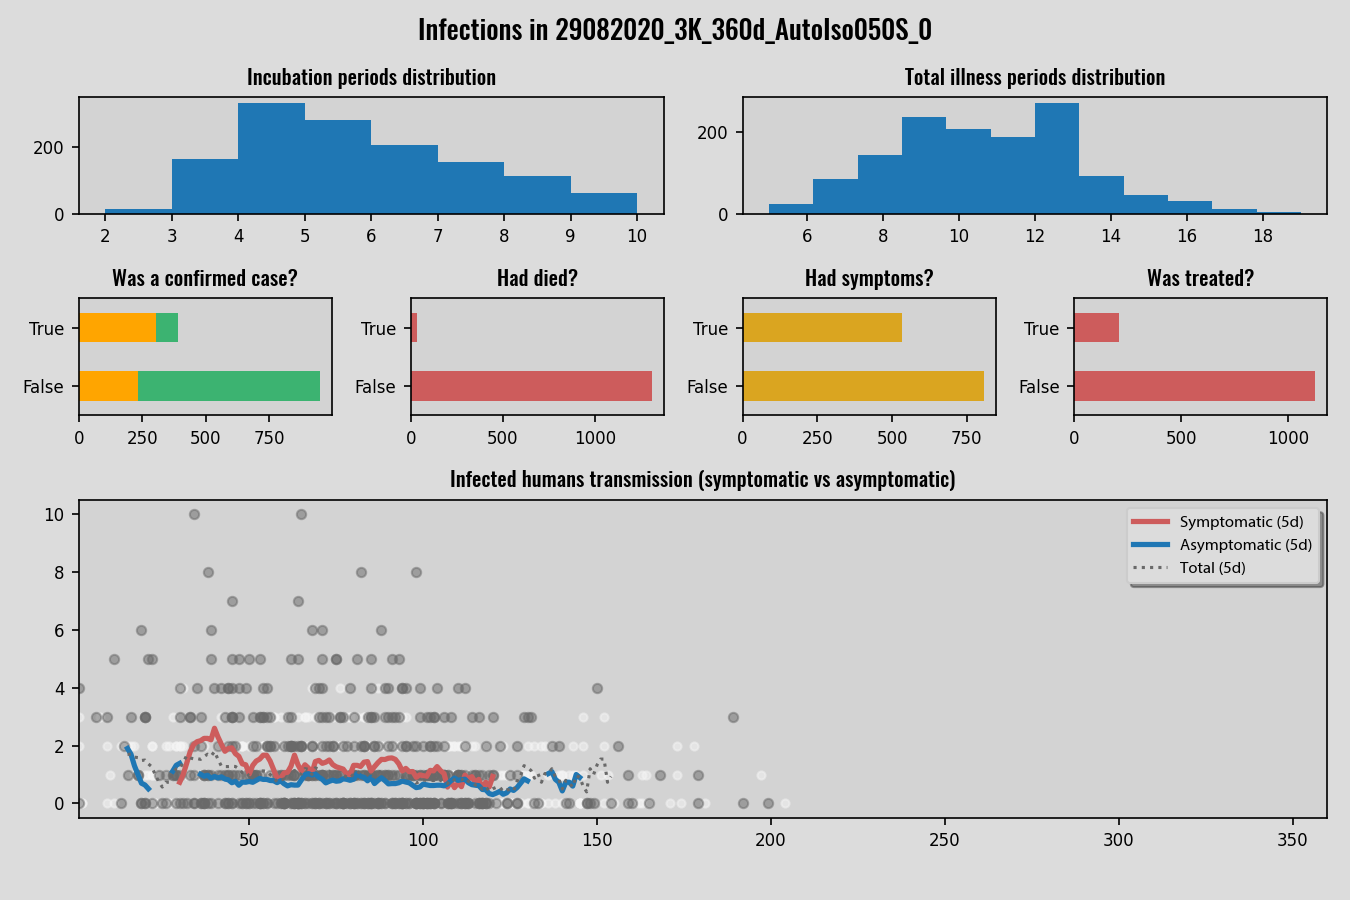 Infections in 29082020_3K_360d_AutoIso050S_0
Incubation periods distribution
200
0
2 3 4 5 6 7 8 9 10
Total illness periods distribution
200
0
6 8 10 12 14 16 18
Was a confirmed case?
True
False
0 250 500 750
Had died?
True
False
0 500 1000
Had symptoms?
True
False
0 250 500 750
Was treated?
True
False
0 500 1000
Infected humans transmission (symptomatic vs asymptomatic)
10
8
6
4
2
0
50 100 150 200 250 300 350
Symptomatic (5d)
Asymptomatic (5d)
Total (5d)